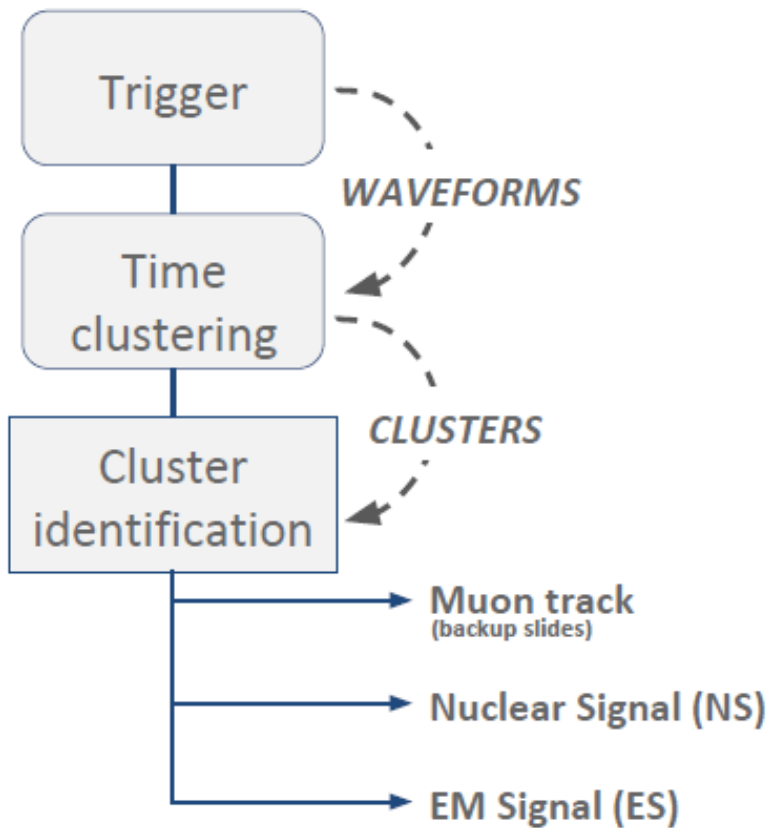 Trigger
WAVEFORMS
Time
clustering
CLUSTERS
Cluster
identification
Muon track
(backup slides)
Nuclear Signal (NS)
EM Signal (ES)